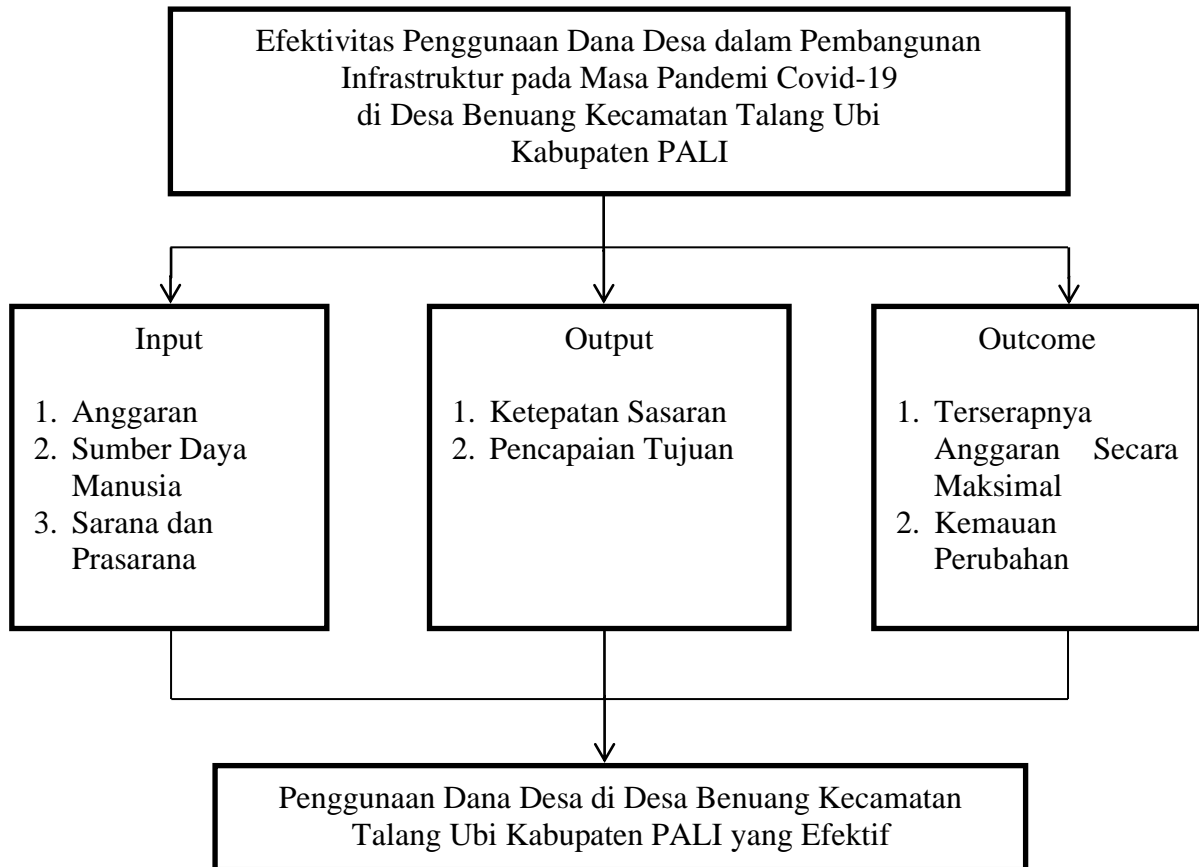 Efektivitas Penggunaan Dana Desa dalam Pembangunan
Infrastruktur pada Masa Pandemi Covid-19
di Desa Benuang Kecamatan Talang Ubi
Kabupaten PALI
Input
1. Anggaran
2. Sumber Daya
Manusia
3. Sarana dan
Prasarana
Output
1. Ketepatan Sasaran
2. Pencapaian Tujuan
Outcome
1. Terserapnya
Anggaran Secara
Maksimal
2. Kemauan
Perubahan
Penggunaan Dana Desa di Desa Benuang Kecamatan
Talang Ubi Kabupaten PALI yang Efektif